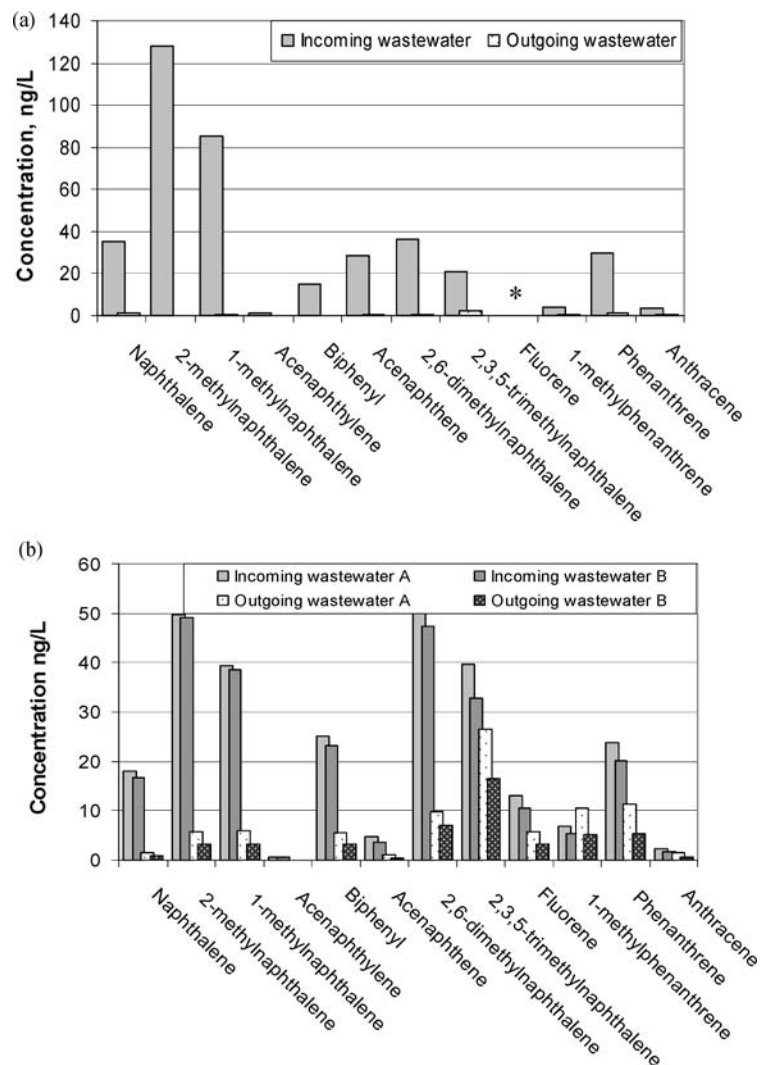 (a)
Incoming wastewater Outgoing wastewater
Concentration, ng/L
140
120
100
80
60
40
20
0
*
Naphthalene
2-methylnaphthalene
1-methylnaphthalene
Acenaphthylene
Biphenyl
Acenaphthene
2,6-dimethylnaphthalene
2,3,5-trimethylnaphthalene
Fluorene
1-methylphenanthrene
Phenanthrene
Anthracene
(b)
Incoming wastewater A Incoming wastewater B
Outgoing wastewater A Outgoing wastewater B
Concentration ng/L
60
50
40
30
20
10
0
Naphthalene
2-methylnaphthalene
1-methylnaphthalene
Acenaphthylene
Biphenyl
Acenaphthene
2,6-dimethylnaphthalene
2,3,5-trimethylnaphthalene
Fluorene
1-methylphenanthrene
Phenanthrene
Anthracene